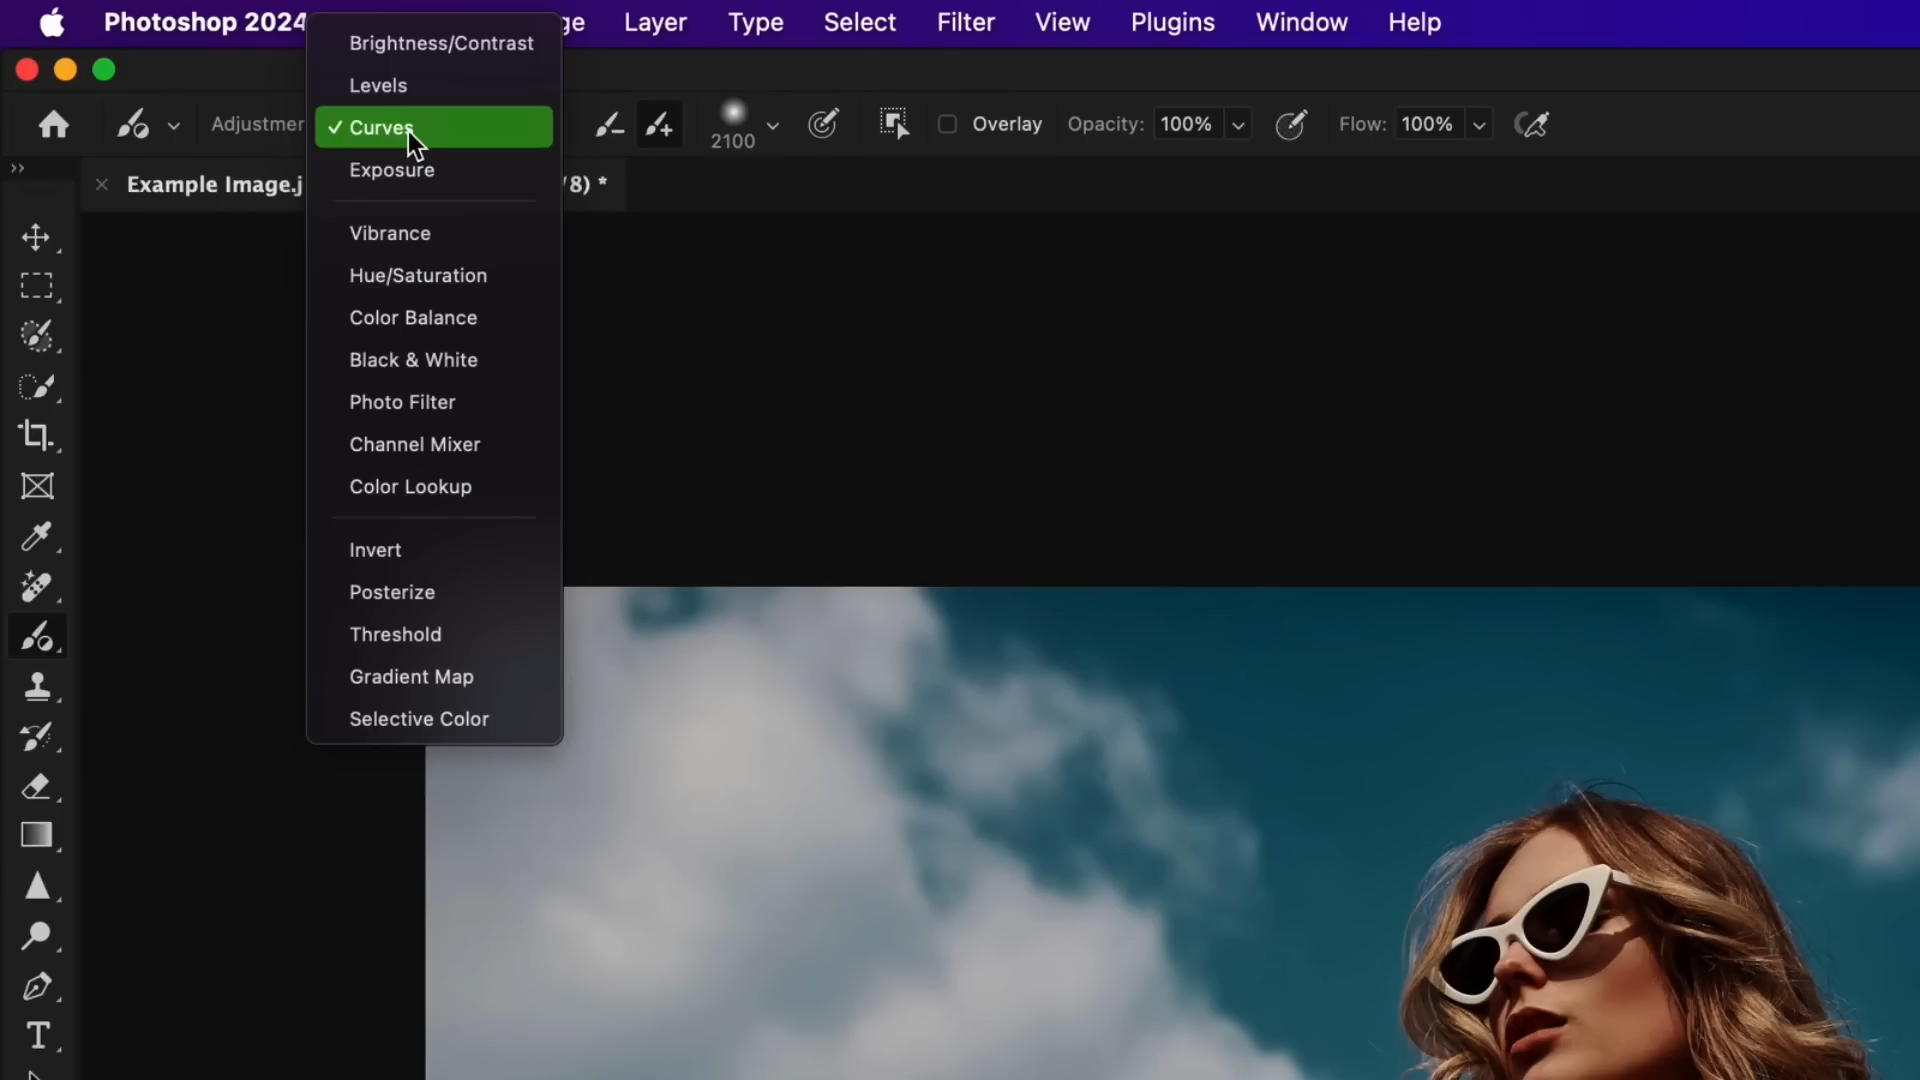 Photoshop 2024
ge
Layer
Type
Select
Filter
View
Plugins
Window
Help
Adjustmer
2100
Overlay
Opacity:
100%
Flow:
100%
Example Image.j
/8) *
Brightness/Contrast
Levels
✓ Curves
Exposure
Vibrance
Hue/Saturation
Color Balance
Black & White
Photo Filter
Channel Mixer
Color Lookup
Invert
Posterize
Threshold
Gradient Map
Selective Color